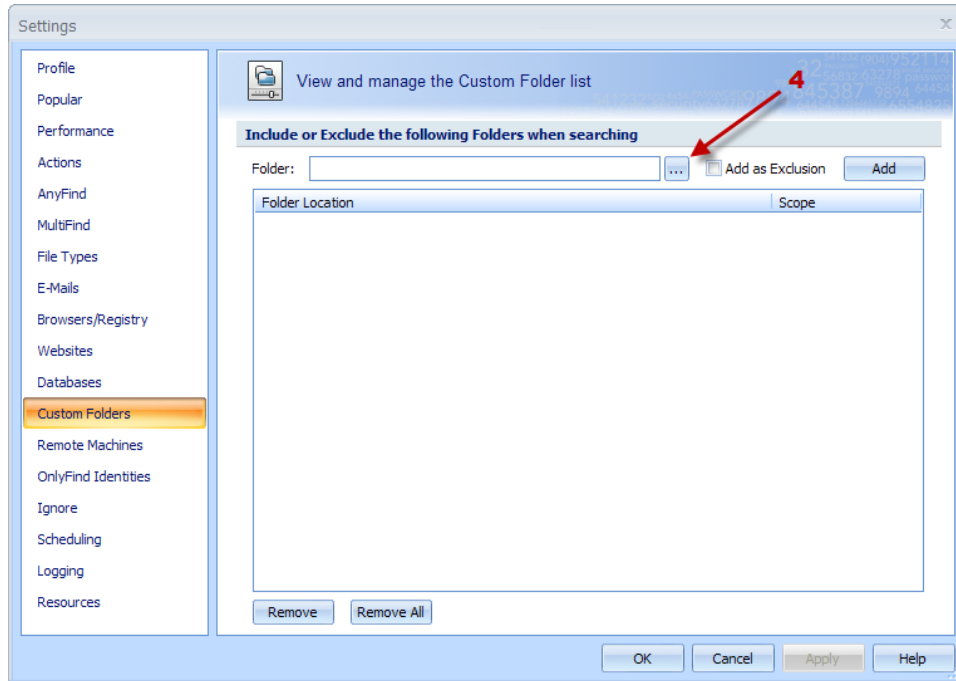 Settings
Profile
Popular
Performance
Actions
AnyFind
MultiFind
File Types
E-Mails
Browsers/Registry
Websites
Databases
Custom Folders
Remote Machines
OnlyFind Identities
Ignore
Scheduling
Logging
Resources
View and manage the Custom Folder list
4
Include or Exclude the following Folders when searching
Folder: ... Add as Exclusion Add
Folder Location Scope
Remove Remove All
OK Cancel Apply Help